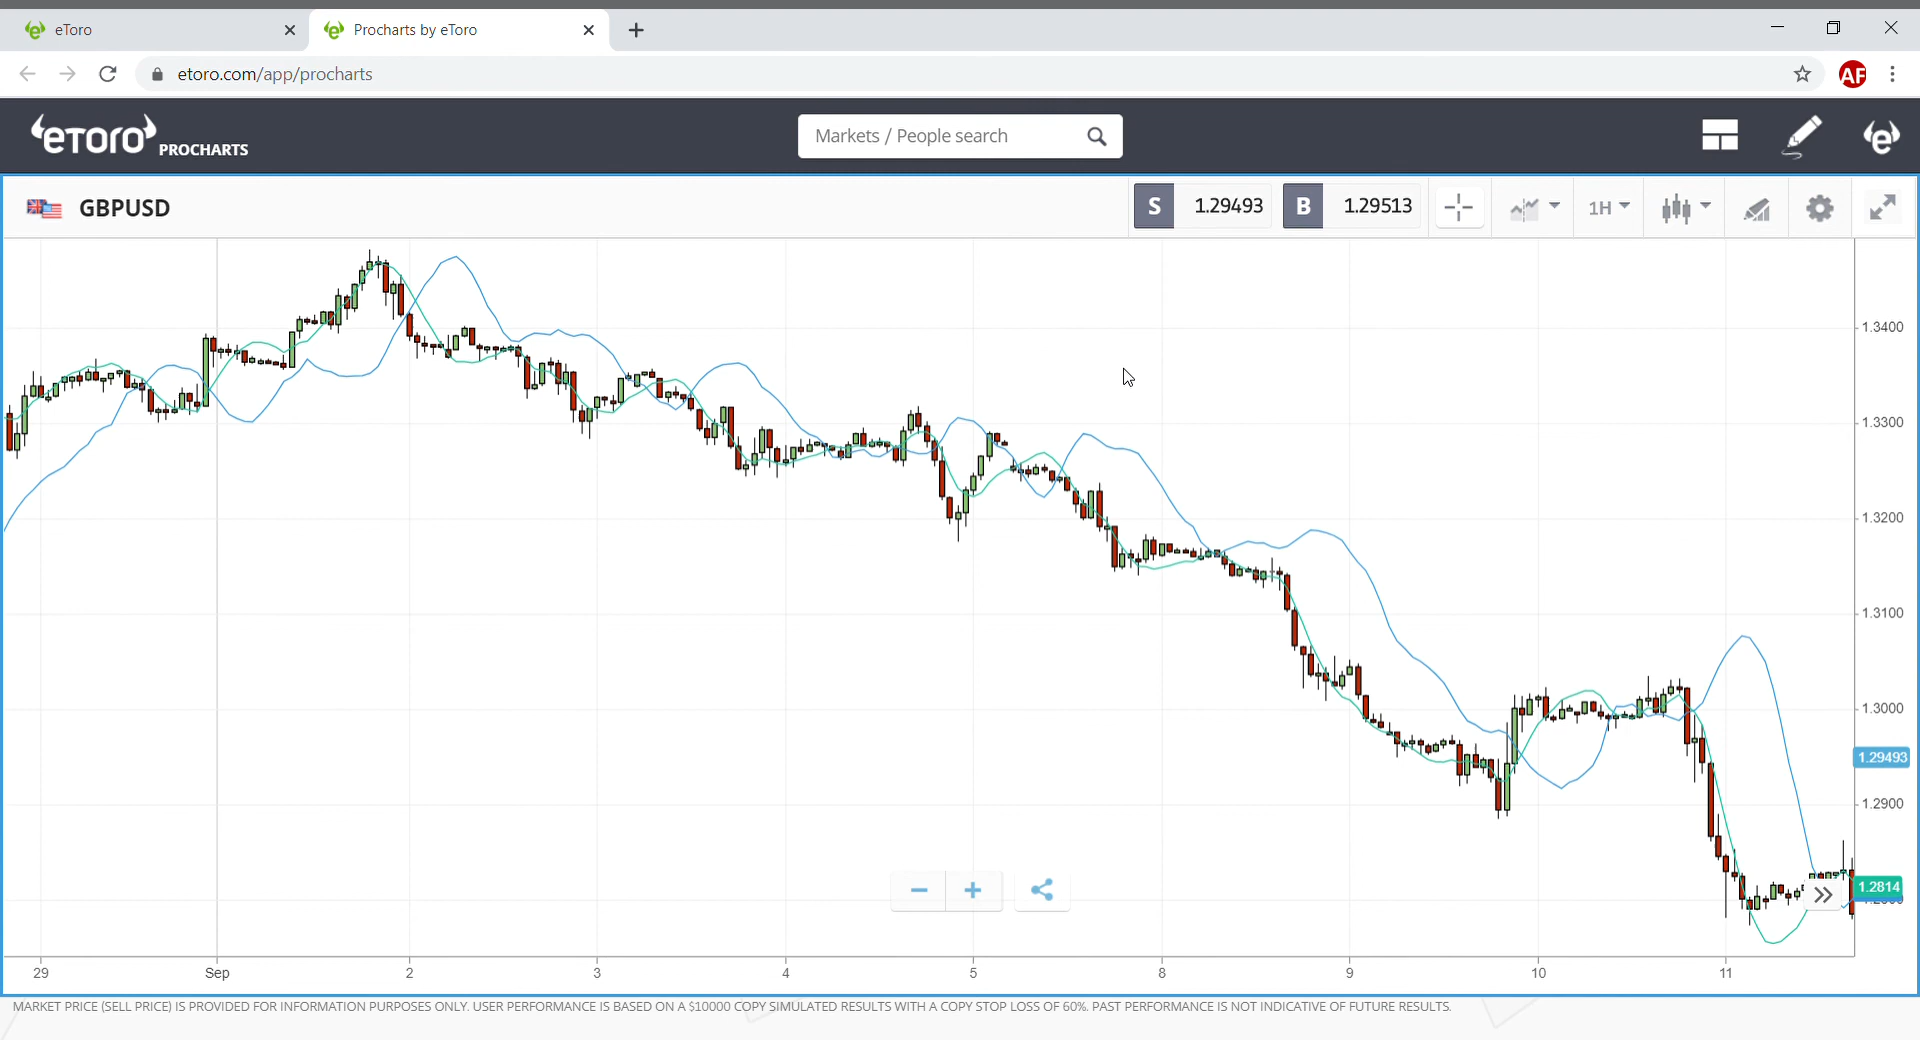 eToro
Procharts by eToro
etoro.com/app/procharts
AF
eToro PROCHARTS
Markets / People search
GBPUSD
S 1.29493 B 1.29513 1H
1.3400
1.3300
1.3200
1.3100
1.3000
1.29493
1.2900
1.2814
29 Sep 2 3 4 5 8 9 10 11
MARKET PRICE (SELL PRICE) IS PROVIDED FOR INFORMATION PURPOSES ONLY. USER PERFORMANCE IS BASED ON A $10000 COPY SIMULATED RESULTS WITH A COPY STOP LOSS OF 60%. PAST PERFORMANCE IS NOT INDICATIVE OF FUTURE RESULTS.